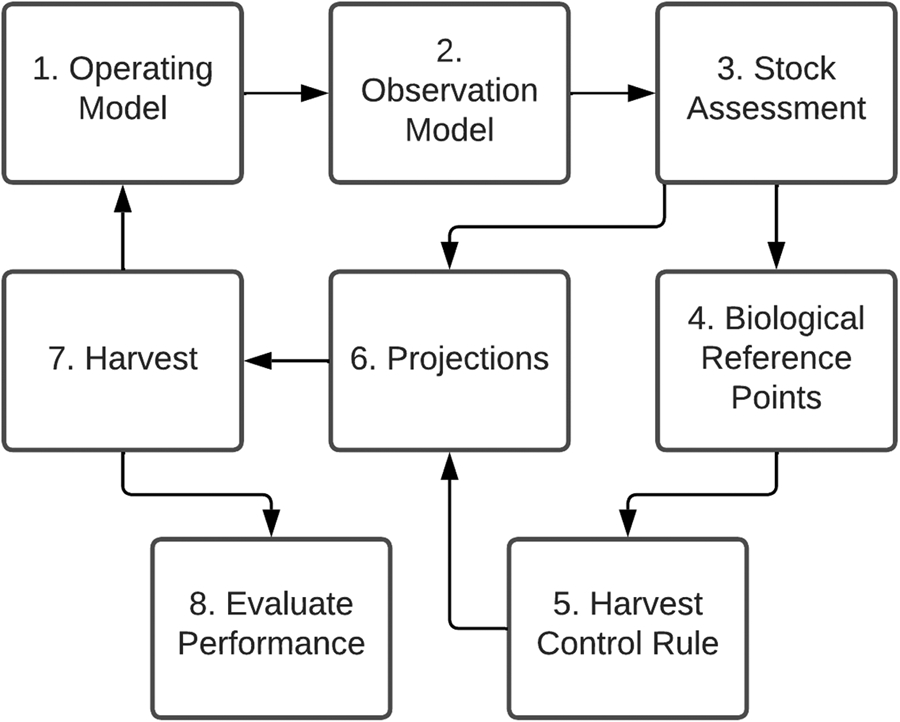 1. Operating
Model
2.
Observation
Model
3. Stock
Assessment
7. Harvest
6. Projections
4. Biological
Reference
Points
8. Evaluate
Performance
5. Harvest
Control Rule